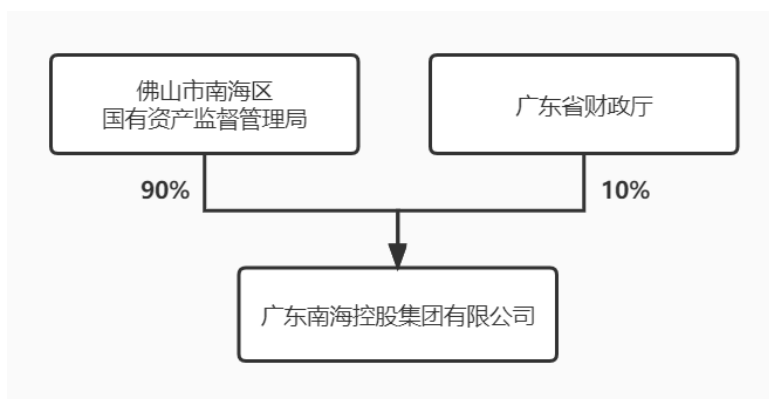 佛山市南海区
国有资产监督管理局
广东省财政厅
90%
10%
广东南海控股集团有限公司